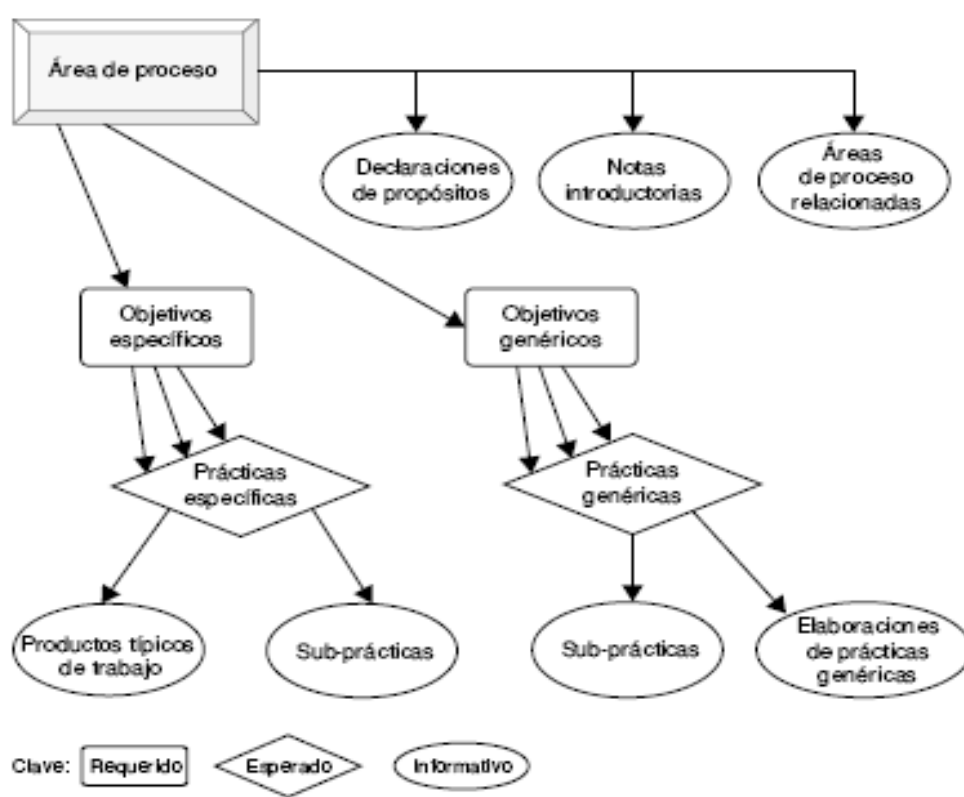 Área de proceso
Declaraciones
de propósitos
Notas
introductorias
Áreas
de proceso
relacionadas
Objetivos
específicos
Objetivos
genéricos
Prácticas
específicas
Prácticas
genéricas
Productos típicos
de trabajo
Sub-prácticas
Sub-prácticas
Elaboraciones
de prácticas
genéricas
Clave: Requerido Esperado Informativo